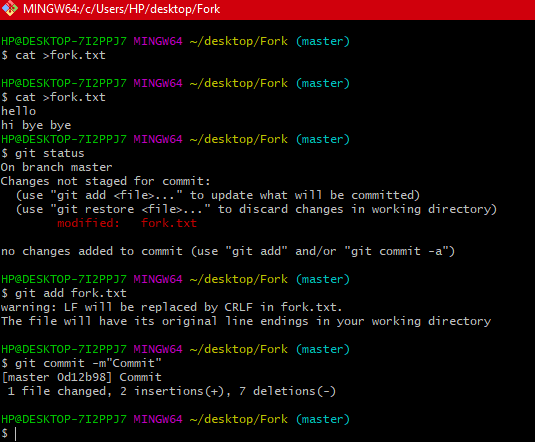 MINGW64:/c/Users/HP/desktop/Fork
HP@DESKTOP-7I2PPJ7 MINGW64 ~/desktop/Fork (master)
$ cat >fork.txt
HP@DESKTOP-7I2PPJ7 MINGW64 ~/desktop/Fork (master)
$ cat >fork.txt
hello
hi bye bye
HP@DESKTOP-7I2PPJ7 MINGW64 ~/desktop/Fork (master)
$ git status
On branch master
Changes not staged for commit:
  (use "git add <file>..." to update what will be committed)
  (use "git restore <file>..." to discard changes in working directory)
        modified:   fork.txt
no changes added to commit (use "git add" and/or "git commit -a")
HP@DESKTOP-7I2PPJ7 MINGW64 ~/desktop/Fork (master)
$ git add fork.txt
warning: LF will be replaced by CRLF in fork.txt.
The file will have its original line endings in your working directory
HP@DESKTOP-7I2PPJ7 MINGW64 ~/desktop/Fork (master)
$ git commit -m"Commit"
[master 0d12b98] Commit
 1 file changed, 2 insertions(+), 7 deletions(-)
HP@DESKTOP-7I2PPJ7 MINGW64 ~/desktop/Fork (master)
$